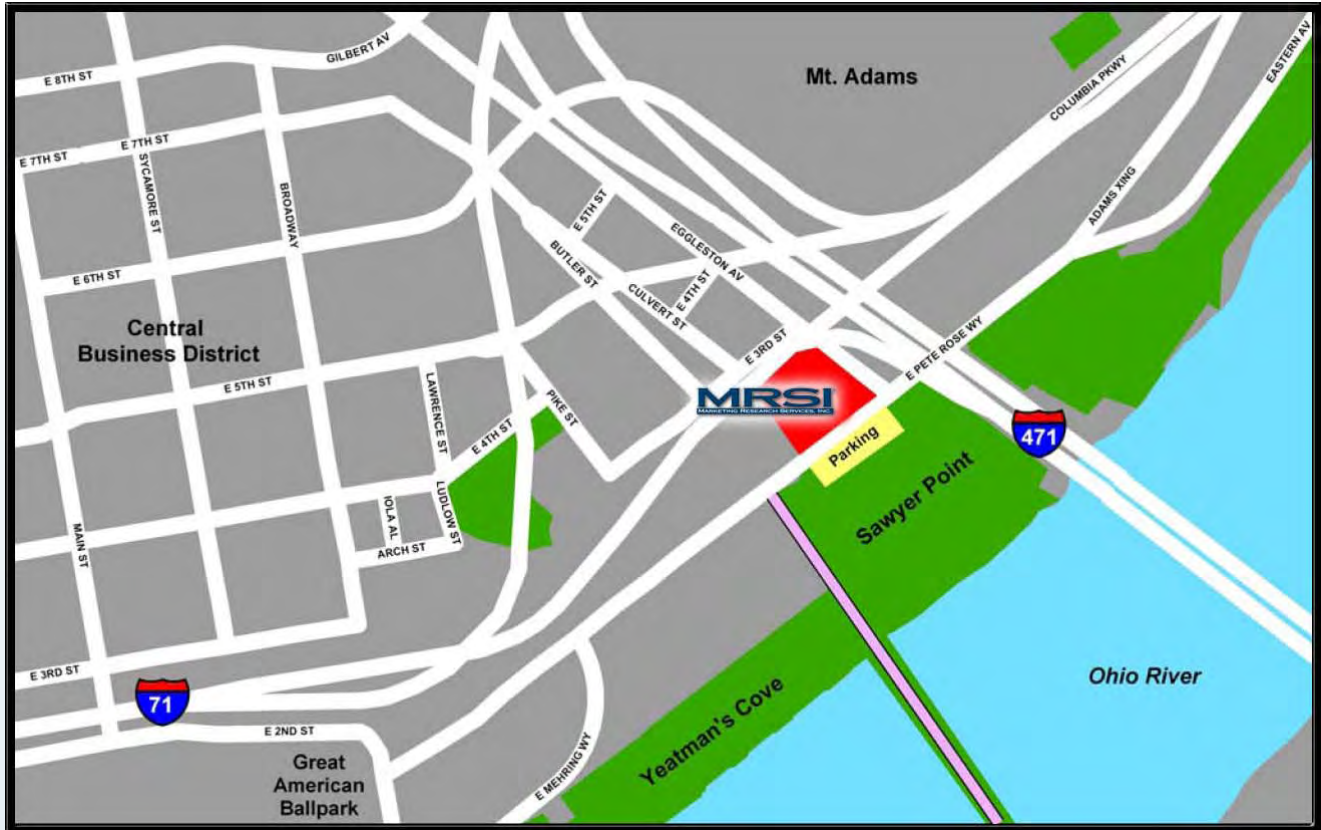 GILBERT AV
E 8TH ST
Mt. Adams
COLUMBIA PKWY
EASTERN AV
E 7TH ST
E 7TH ST
SYCAMORE ST
BROADWAY
E 5TH ST
ADAMS XING
EGGLESTON AV
BUTLER ST
E 6TH ST
E 4TH ST
CULVERT ST
Central
Business District
E 3RD ST
E PETE ROSE WY
E 5TH ST
LAWRENCE ST
PIKE ST
MRSI
MARKETING RESEARCH SERVICES, INC.
E 4TH ST
Parking
471
Sawyer Point
LUDLOW ST
IOLA AL
MAIN ST
ARCH ST
E 3RD ST
Ohio River
71
Yeatman's Cove
E 2ND ST
E MEHRING WY
Great
American
Ballpark